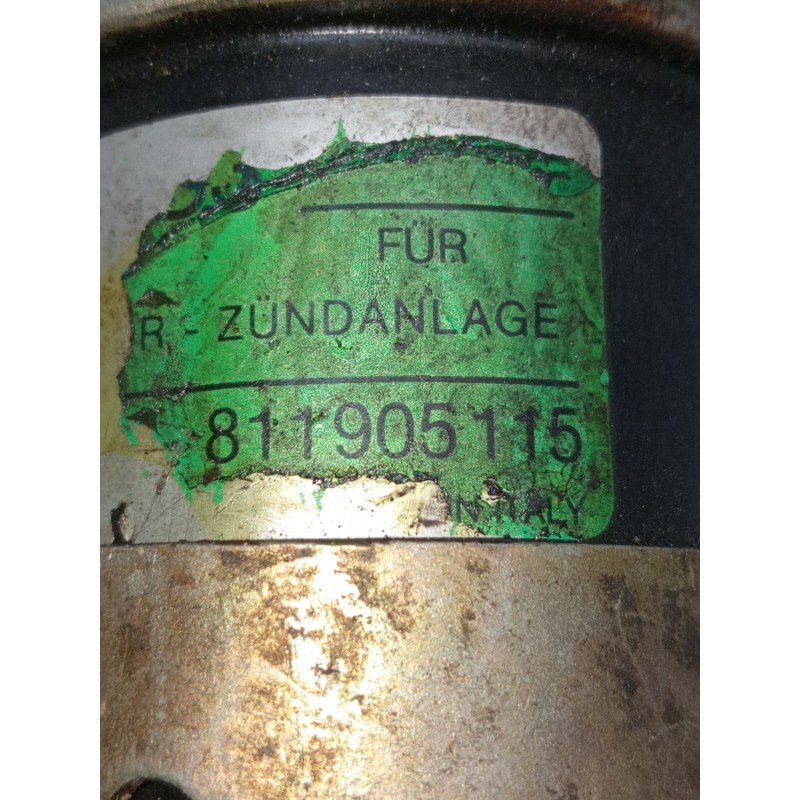 FÜR
R - ZÜNDANLAGE
811905115
IN ITALY